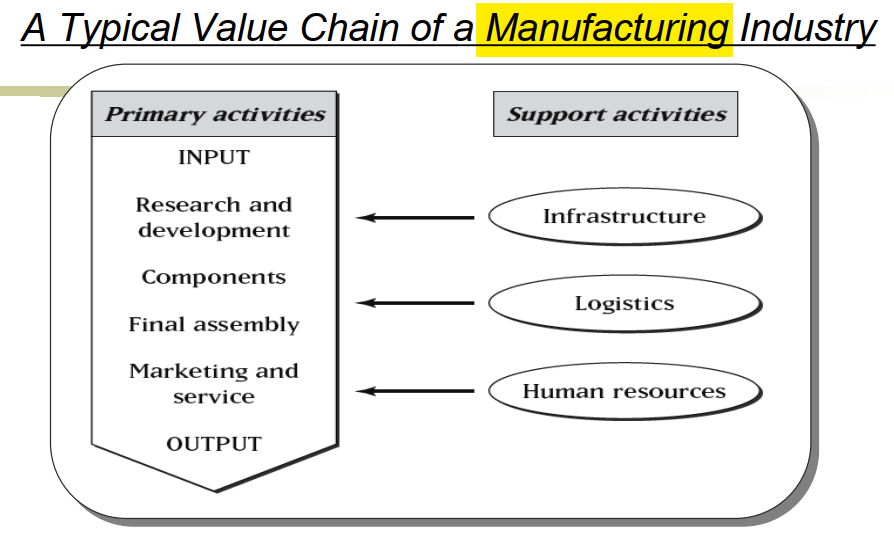 A Typical Value Chain of a Manufacturing Industry
Primary activities
INPUT
Research and
development
Components
Final assembly
Marketing and
service
OUTPUT
Support activities
Infrastructure
Logistics
Human resources